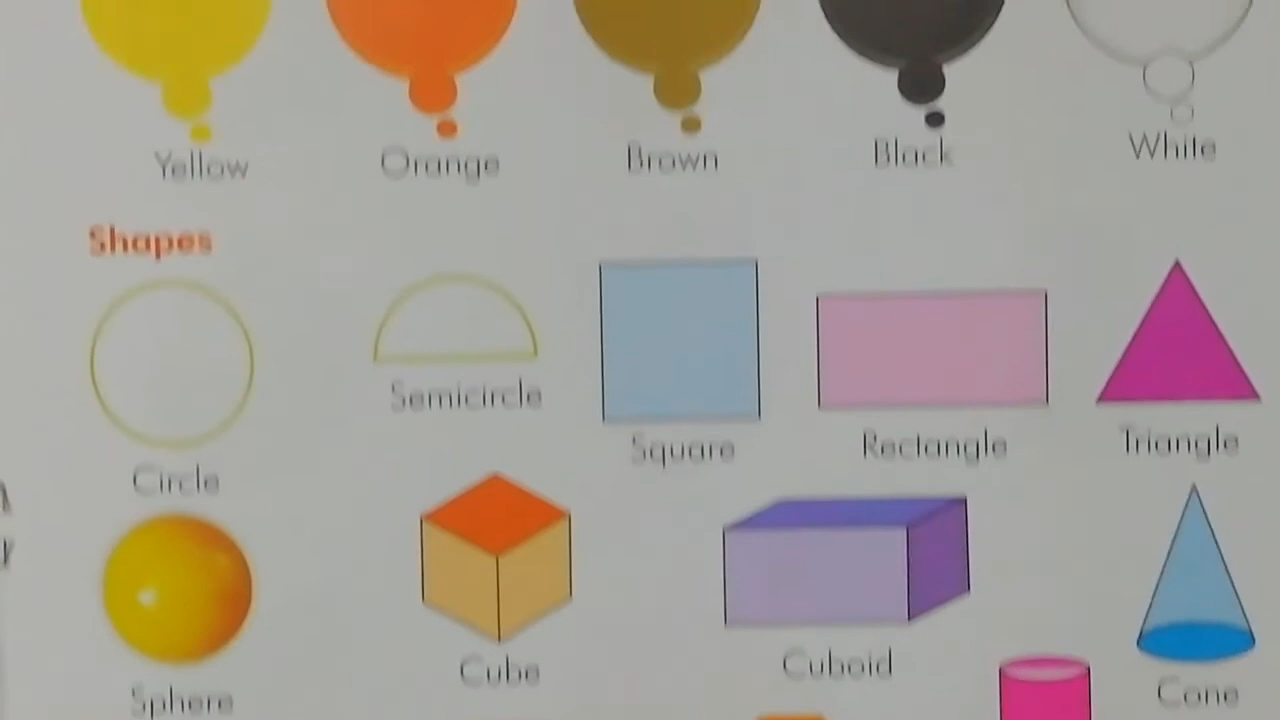 Yellow Orange Brown Black White
Shapes
Circle Semicircle Square Rectangle Triangle
Sphere Cube Cuboid Cone